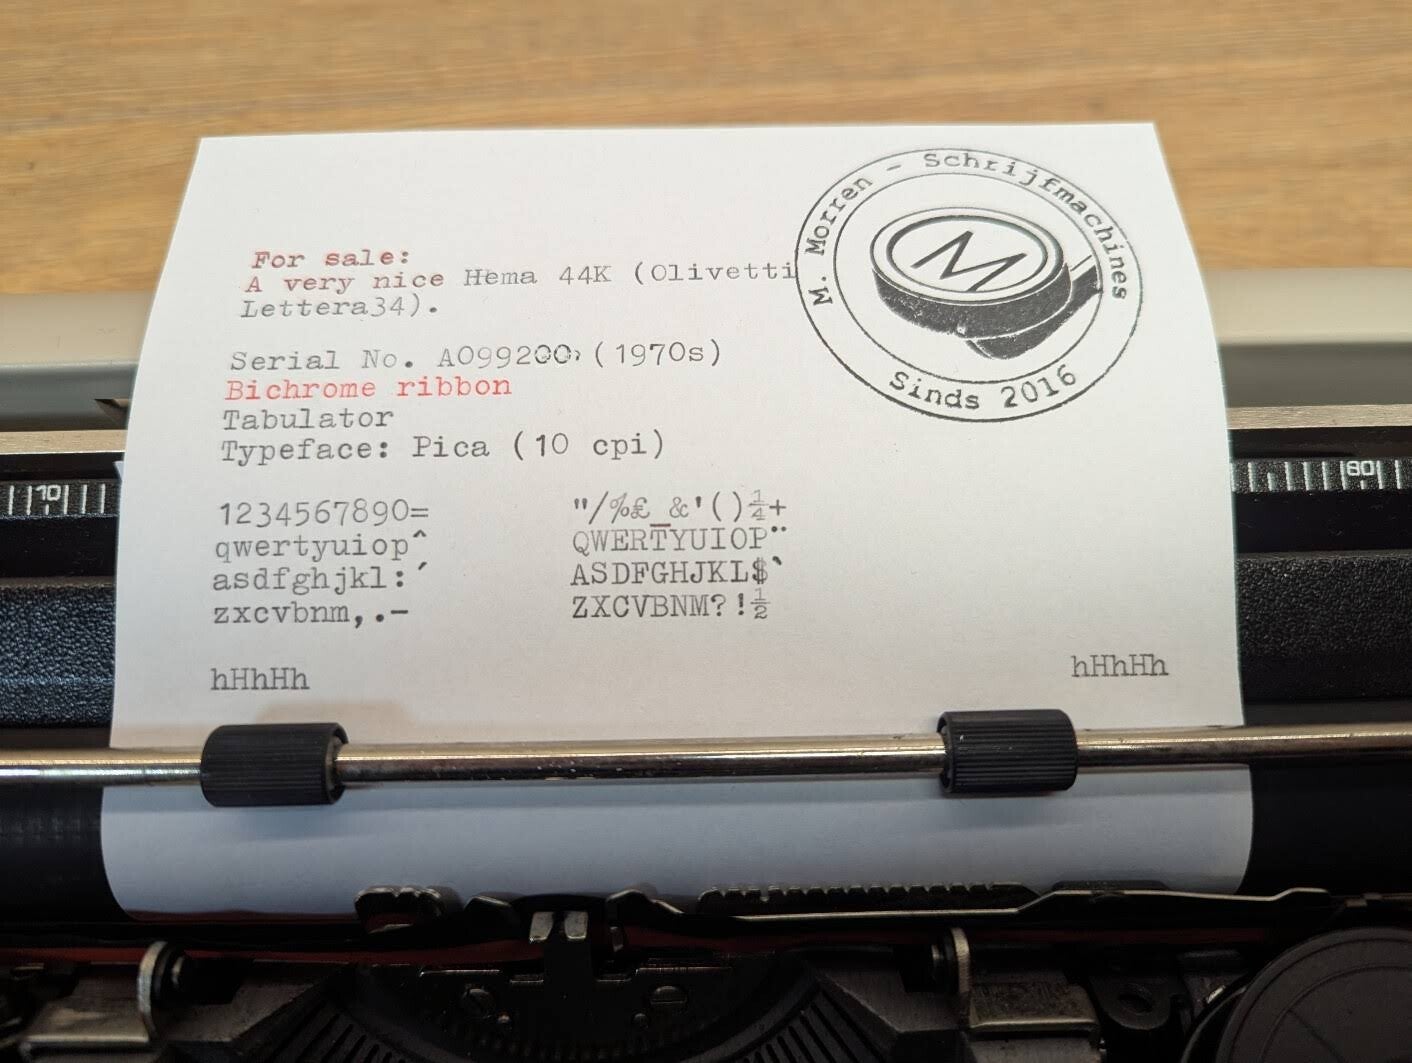 M. Morren - Schrijfmachines
Sinds 2016
M
For sale:
A very nice Hema 44K (Olivetti
Lettera34).
Serial No. A099200 (1970s)
Bichrome ribbon
Tabulator
Typeface: Pica (10 cpi)
1234567890= "/%£_&'()¼+
qwertyuiop^ QWERTYUIOP¨
asdfghjkl:´ ASDFGHJKL$`
zxcvbnm,.- ZXCVBNM?!½
hHhHh hHhHh
10 80